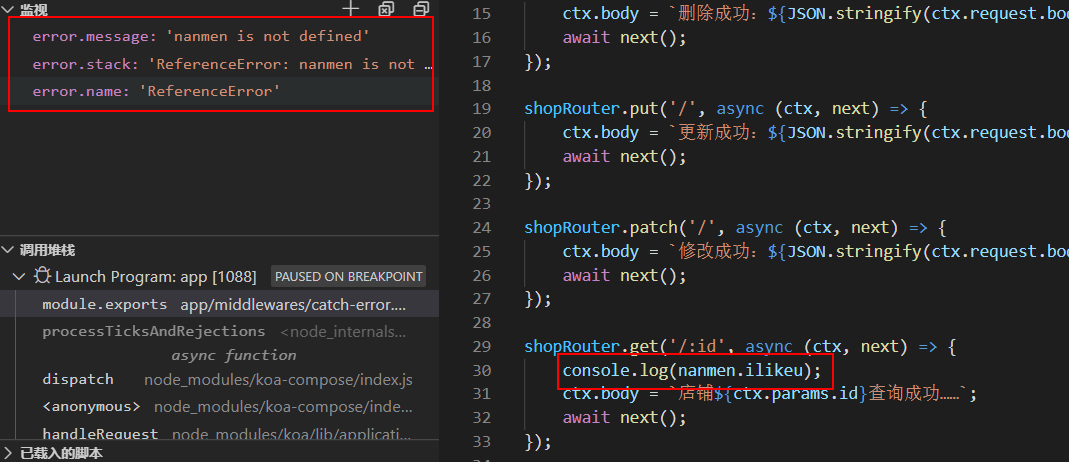 监视
error.message: 'nanmen is not defined'
error.stack: 'ReferenceError: nanmen is not …
error.name: 'ReferenceError'
调用堆栈
Launch Program: app [1088] PAUSED ON BREAKPOINT
module.exports app/middlewares/catch-error....
processTicksAndRejections <node_internals...
async function
dispatch node_modules/koa-compose/index.js
<anonymous> node_modules/koa-compose/inde...
handleRequest node_modules/koa/lib/applicati...
已载入的脚本
15 ctx.body = `删除成功：${JSON.stringify(ctx.request.bo
16 await next();
17 });
18
19 shopRouter.put('/', async (ctx, next) => {
20 ctx.body = `更新成功：${JSON.stringify(ctx.request.bo
21 await next();
22 });
23
24 shopRouter.patch('/', async (ctx, next) => {
25 ctx.body = `修改成功：${JSON.stringify(ctx.request.bo
26 await next();
27 });
28
29 shopRouter.get('/:id', async (ctx, next) => {
30 console.log(nanmen.ilikeu);
31 ctx.body = `店铺${ctx.params.id}查询成功……`;
32 await next();
33 });